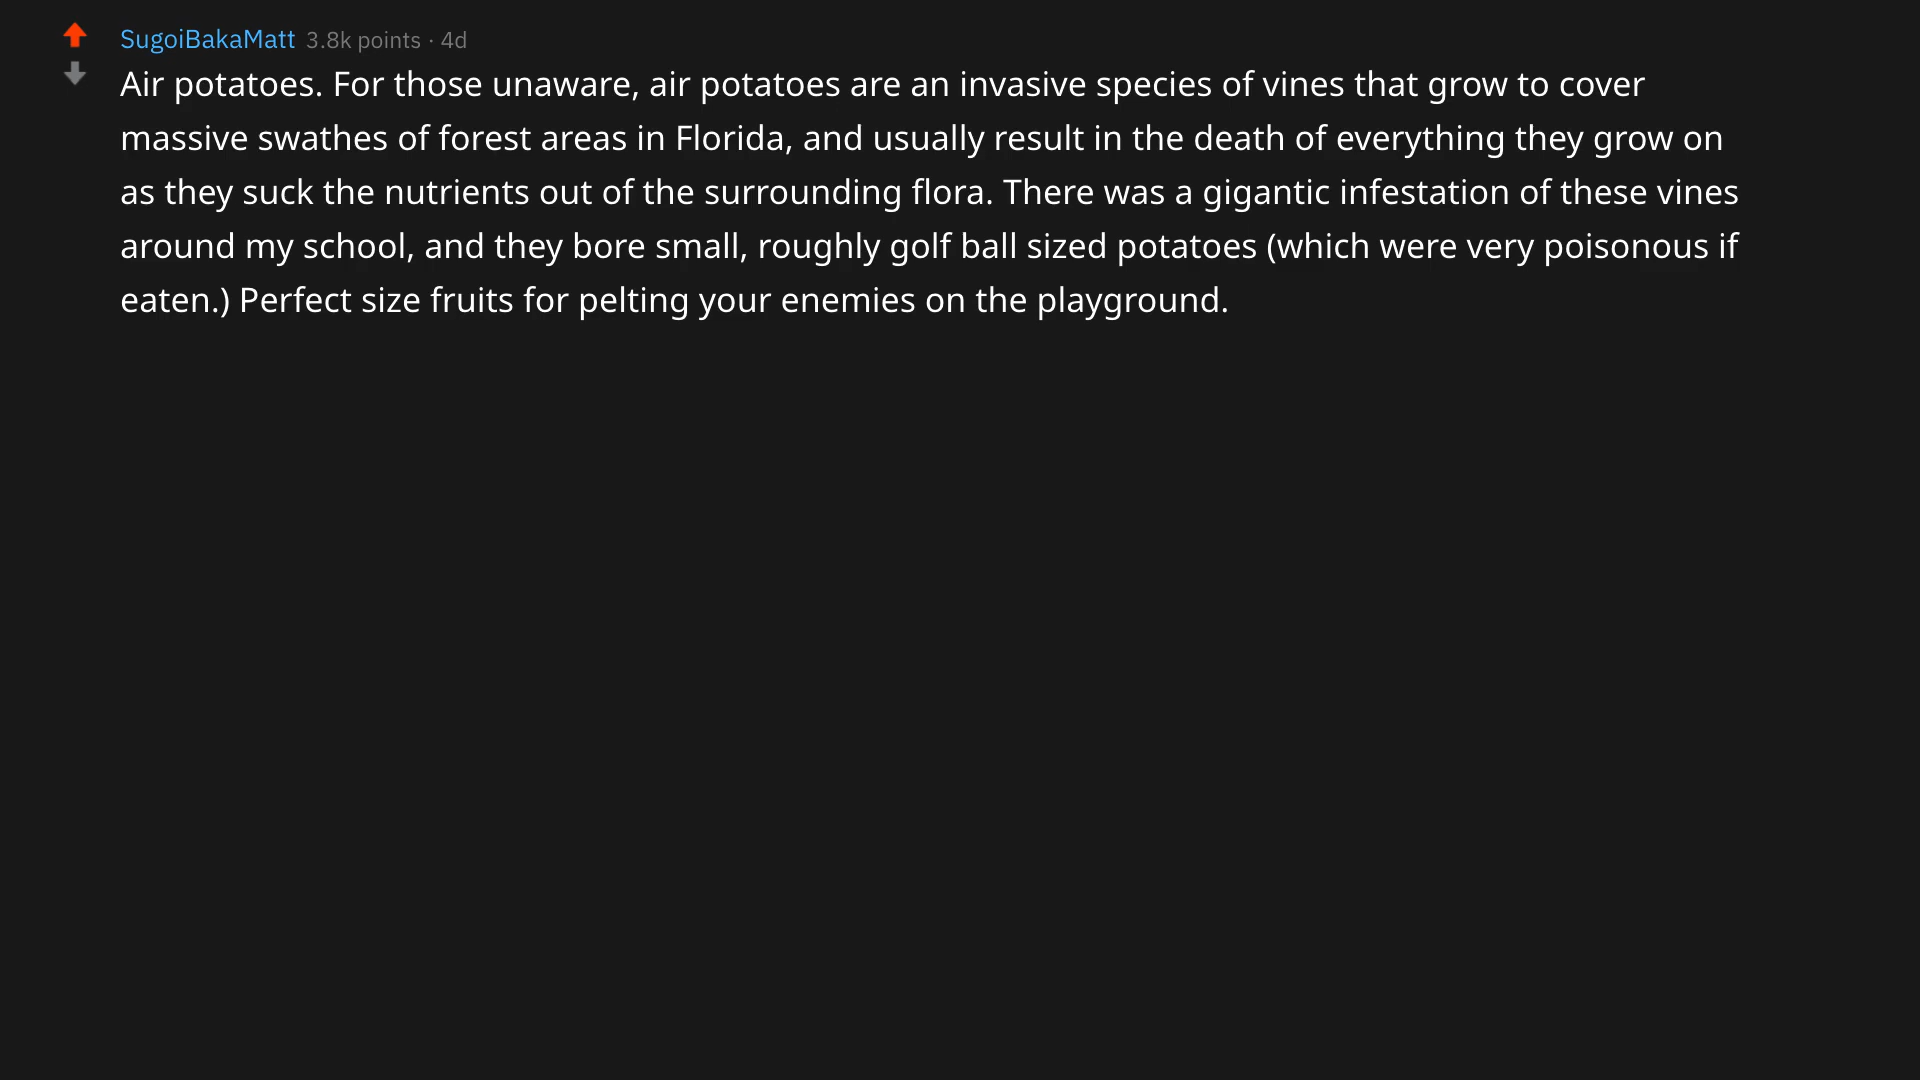 SugoiBakaMatt 3.8k points · 4d
Air potatoes. For those unaware, air potatoes are an invasive species of vines that grow to cover
massive swathes of forest areas in Florida, and usually result in the death of everything they grow on
as they suck the nutrients out of the surrounding flora. There was a gigantic infestation of these vines
around my school, and they bore small, roughly golf ball sized potatoes (which were very poisonous if
eaten.) Perfect size fruits for pelting your enemies on the playground.